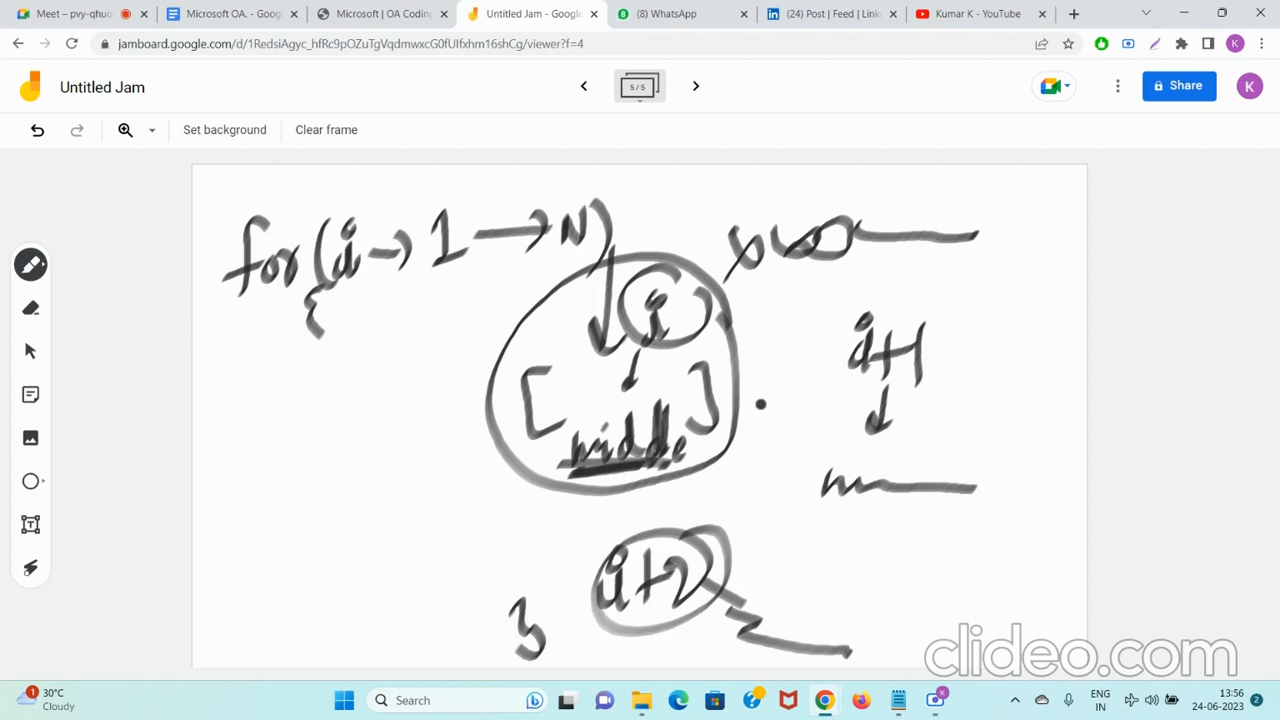 Meet – pvy-qhuo
Microsoft OA. - Goog
Microsoft | OA Coding
Untitled Jam - Google
(8) WhatsApp
(24) Post | Feed | Linke
Kumar K - YouTube
jamboard.google.com/d/1RedsiAgyc_hfRc9pOZuTgVqdmwxcG0fUIfxhm16shCg/viewer?f=4
Untitled Jam
5/5
Share
K
Set background
Clear frame
for(i→1→N)
{
i
[ ]
middle
i+1
i+2
}
clideo.com
30°C
Cloudy
Search
ENG
IN
13:56
24-06-2023
2